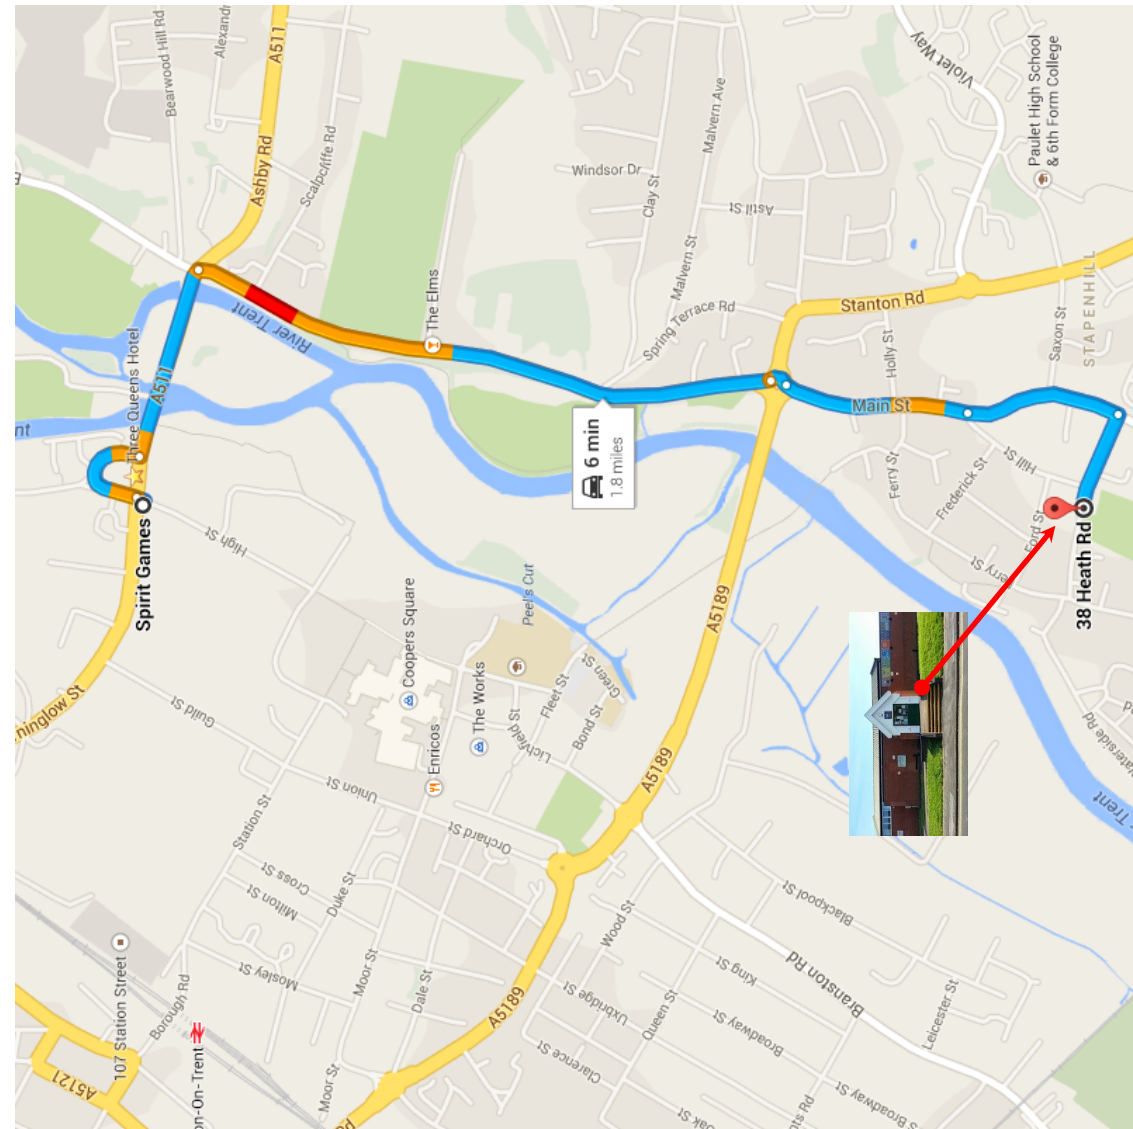 Bearwood Hill Rd
A511
Ashby Rd
Scalpcliffe Rd
Three Queens Hotel
A511
River Trent
The Elms
Windsor Dr
Clay St
Malvern Ave
Malvern St
Astil St
Spring Terrace Rd
Violet Way
Paulet High School
& 6th Form College
Stanton Rd
Holly St
Saxon St
STAPENHILL
Main St
6 min
1.8 miles
Ferry St
Frederick St
Hill St
Ford St
38 Heath Rd
Spirit Games
High St
Guild St
Coopers Square
The Works
Enricos
Peel's Cut
Green St
Fleet St
Bond St
Lichfield St
A5189
A5189
Union St
Orchard St
Station St
Cross St
Milton St
Duke St
Mosley St
Moor St
Moor St
Dale St
Borough Rd
107 Station Street
A5121
A5189
Wood St
Uxbridge St
Clarence St
Queen St
King St
Broadway St
S Broadway St
Blackpool St
Branston Rd
Leicester St
Trent